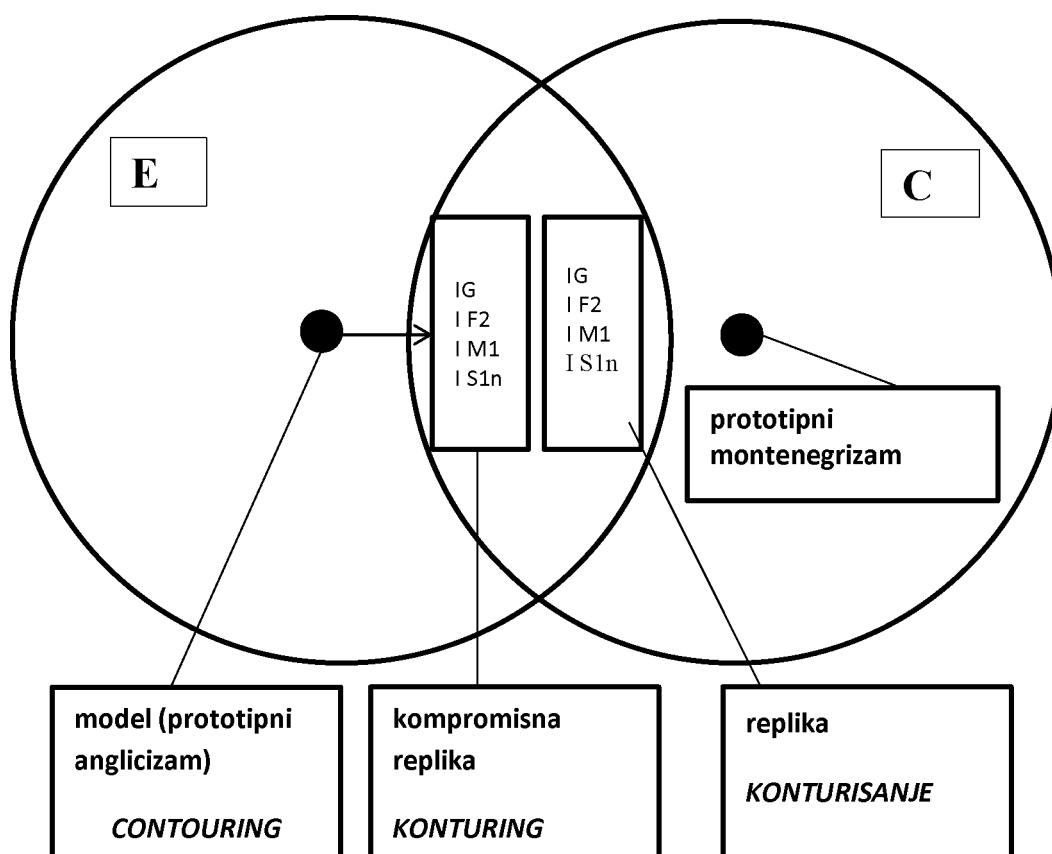 E
C
IG
I F2
I M1
I S1n
IG
I F2
I M1
I S1n
prototipni
montenegrizam
model (prototipni
anglicizam)
CONTOURING
kompromisna
replika
KONTURING
replika
KONTURISANJE